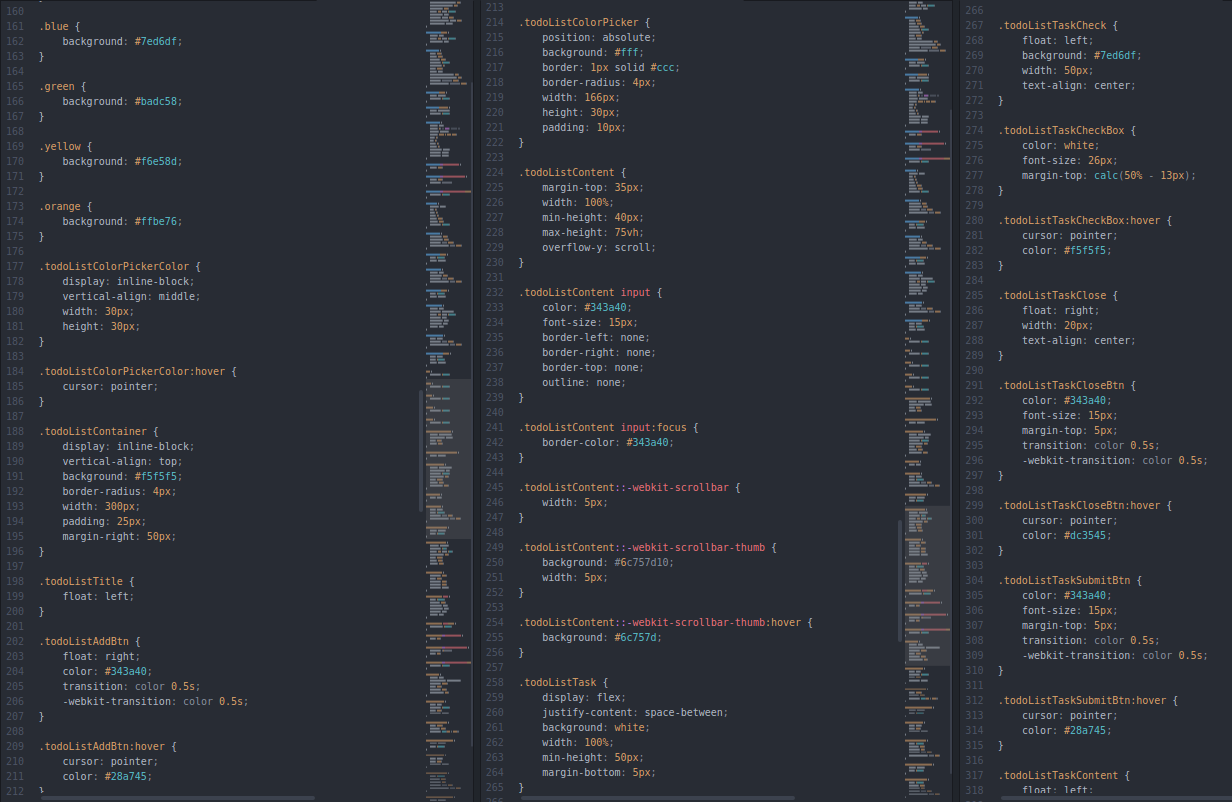 160
161 .blue {
162 background: #7ed6df;
163 }
164
165 .green {
166 background: #badc58;
167 }
168
169 .yellow {
170 background: #f6e58d;
171 }
172
173 .orange {
174 background: #ffbe76;
175 }
176
177 .todoListColorPickerColor {
178 display: inline-block;
179 vertical-align: middle;
180 width: 30px;
181 height: 30px;
182 }
183
184 .todoListColorPickerColor:hover {
185 cursor: pointer;
186 }
187
188 .todoListContainer {
189 display: inline-block;
190 vertical-align: top;
191 background: #f5f5f5;
192 border-radius: 4px;
193 width: 300px;
194 padding: 25px;
195 margin-right: 50px;
196 }
197
198 .todoListTitle {
199 float: left;
200 }
201
202 .todoListAddBtn {
203 float: right;
204 color: #343a40;
205 transition: color 0.5s;
206 -webkit-transition: color 0.5s;
207 }
208
209 .todoListAddBtn:hover {
210 cursor: pointer;
211 color: #28a745;
212 }
213
214 .todoListColorPicker {
215 position: absolute;
216 background: #fff;
217 border: 1px solid #ccc;
218 border-radius: 4px;
219 width: 166px;
220 height: 30px;
221 padding: 10px;
222 }
223
224 .todoListContent {
225 margin-top: 35px;
226 width: 100%;
227 min-height: 40px;
228 max-height: 75vh;
229 overflow-y: scroll;
230 }
231
232 .todoListContent input {
233 color: #343a40;
234 font-size: 15px;
235 border-left: none;
236 border-right: none;
237 border-top: none;
238 outline: none;
239 }
240
241 .todoListContent input:focus {
242 border-color: #343a40;
243 }
244
245 .todoListContent::-webkit-scrollbar {
246 width: 5px;
247 }
248
249 .todoListContent::-webkit-scrollbar-thumb {
250 background: #6c757d10;
251 width: 5px;
252 }
253
254 .todoListContent::-webkit-scrollbar-thumb:hover {
255 background: #6c757d;
256 }
257
258 .todoListTask {
259 display: flex;
260 justify-content: space-between;
261 background: white;
262 width: 100%;
263 min-height: 50px;
264 margin-bottom: 5px;
265 }
266
267 .todoListTaskCheck {
268 float: left;
269 background: #7ed6df;
270 width: 50px;
271 text-align: center;
272 }
273
274 .todoListTaskCheckBox {
275 color: white;
276 font-size: 26px;
277 margin-top: calc(50% - 13px);
278 }
279
280 .todoListTaskCheckBox:hover {
281 cursor: pointer;
282 color: #f5f5f5;
283 }
284
285 .todoListTaskClose {
286 float: right;
287 width: 20px;
288 text-align: center;
289 }
290
291 .todoListTaskCloseBtn {
292 color: #343a40;
293 font-size: 15px;
294 margin-top: 5px;
295 transition: color 0.5s;
296 -webkit-transition: color 0.5s;
297 }
298
299 .todoListTaskCloseBtn:hover {
300 cursor: pointer;
301 color: #dc3545;
302 }
303
304 .todoListTaskSubmitBtn {
305 color: #343a40;
306 font-size: 15px;
307 margin-top: 5px;
308 transition: color 0.5s;
309 -webkit-transition: color 0.5s;
310 }
311
312 .todoListTaskSubmitBtn:hover {
313 cursor: pointer;
314 color: #28a745;
315 }
316
317 .todoListTaskContent {
318 float: left;